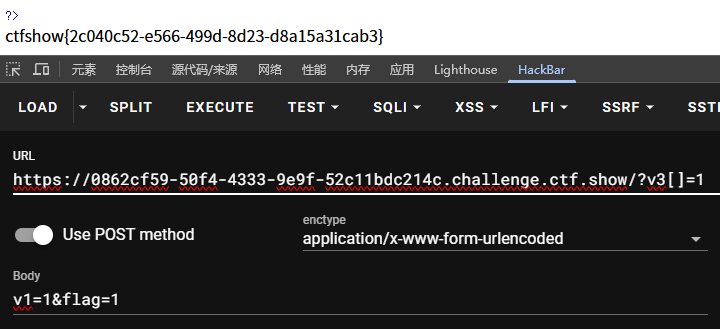 ?>
ctfshow{2c040c52-e566-499d-8d23-d8a15a31cab3}
元素 控制台 源代码/来源 网络 性能 内存 应用 Lighthouse HackBar
LOAD SPLIT EXECUTE TEST SQLI XSS LFI SSRF SSTI
URL
https://0862cf59-50f4-4333-9e9f-52c11bdc214c.challenge.ctf.show/?v3[]=1
Use POST method
enctype
application/x-www-form-urlencoded
Body
v1=1&flag=1